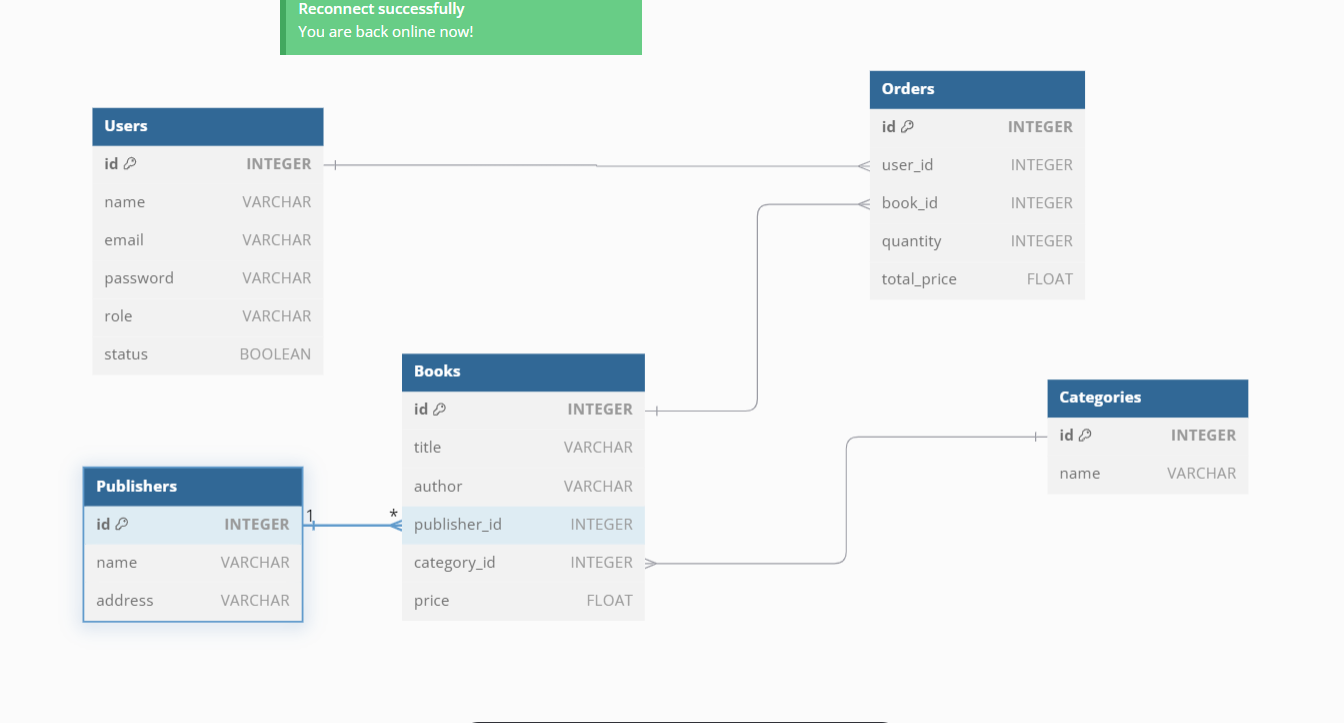 Reconnect successfully
You are back online now!
Users
id INTEGER
name VARCHAR
email VARCHAR
password VARCHAR
role VARCHAR
status BOOLEAN
Orders
id INTEGER
user_id INTEGER
book_id INTEGER
quantity INTEGER
total_price FLOAT
Books
id INTEGER
title VARCHAR
author VARCHAR
publisher_id INTEGER
category_id INTEGER
price FLOAT
Categories
id INTEGER
name VARCHAR
Publishers
id INTEGER
name VARCHAR
address VARCHAR
1 *